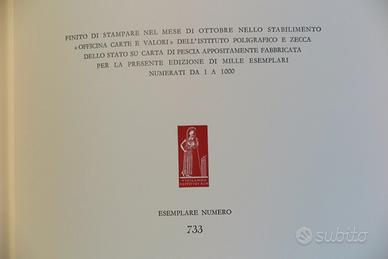 FINITO DI STAMPARE NEL MESE DI OTTOBRE NELLO STABILIMENTO
« OFFICINA CARTE E VALORI » DELL'ISTITUTO POLIGRAFICO E ZECCA
DELLO STATO SU CARTA DI PESCIA APPOSITAMENTE FABBRICATA
PER LA PRESENTE EDIZIONE DI MILLE ESEMPLARI
NUMERATI DA 1 A 1000
ESEMPLARE NUMERO
733
subito